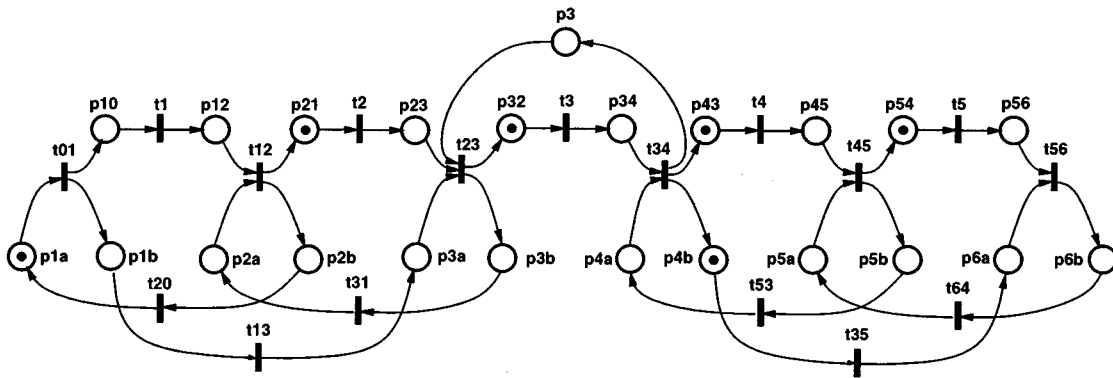 p3
p10 t1 p12 p21 t2 p23 p32 t3 p34 p43 t4 p45 p54 t5 p56
t01 t12 t23 t34 t45 t56
p1a p1b p2a p2b p3a p3b p4a p4b p5a p5b p6a p6b
t20 t31 t53 t64
t13 t35